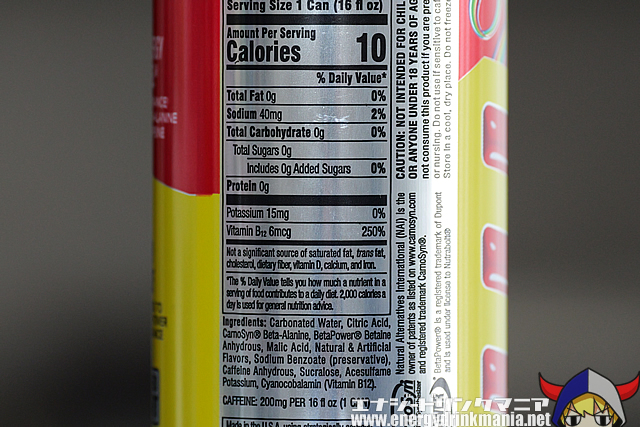 Serving Size 1 Can (16 fl oz)
Amount Per Serving
Calories 10
% Daily Value*
Total Fat 0g 0%
Sodium 40mg 2%
Total Carbohydrate 0g 0%
Total Sugars 0g
Includes 0g Added Sugars 0%
Protein 0g
Potassium 15mg 0%
Vitamin B12 6mcg 250%
Not a significant source of saturated fat, trans fat,
cholesterol, dietary fiber, vitamin D, calcium, and iron.
*The % Daily Value tells you how much a nutrient in a
serving of food contributes to a daily diet. 2,000 calories a
day is used for general nutrition advice.
Ingredients: Carbonated Water, Citric Acid,
CarnoSyn® Beta-Alanine, BetaPower® Betaine
Anhydrous, Malic Acid, Natural & Artificial
Flavors, Sodium Benzoate (preservative),
Caffeine Anhydrous, Sucralose, Acesulfame
Potassium, Cyanocobalamin (Vitamin B12).
CAFFEINE: 200mg PER 16 fl oz (1
Made in the U.S.A. using
CAUTION: NOT INTENDED FOR
OR ANYONE UNDER 18 YEARS OF
not consume this product if you are
or nursing. Do not use if sensitive to
Store in a cool, dry place. Do not freeze
Natural Alternatives International (NAI) is the
owner of patents as listed on www.carnosyn.com
and registered trademark CarnoSyn®.
BetaPower® is a registered trademark of Dupont
and is used under license to Nutrabolt®
エナジードリンクマニア
www.energydrinkmania.net